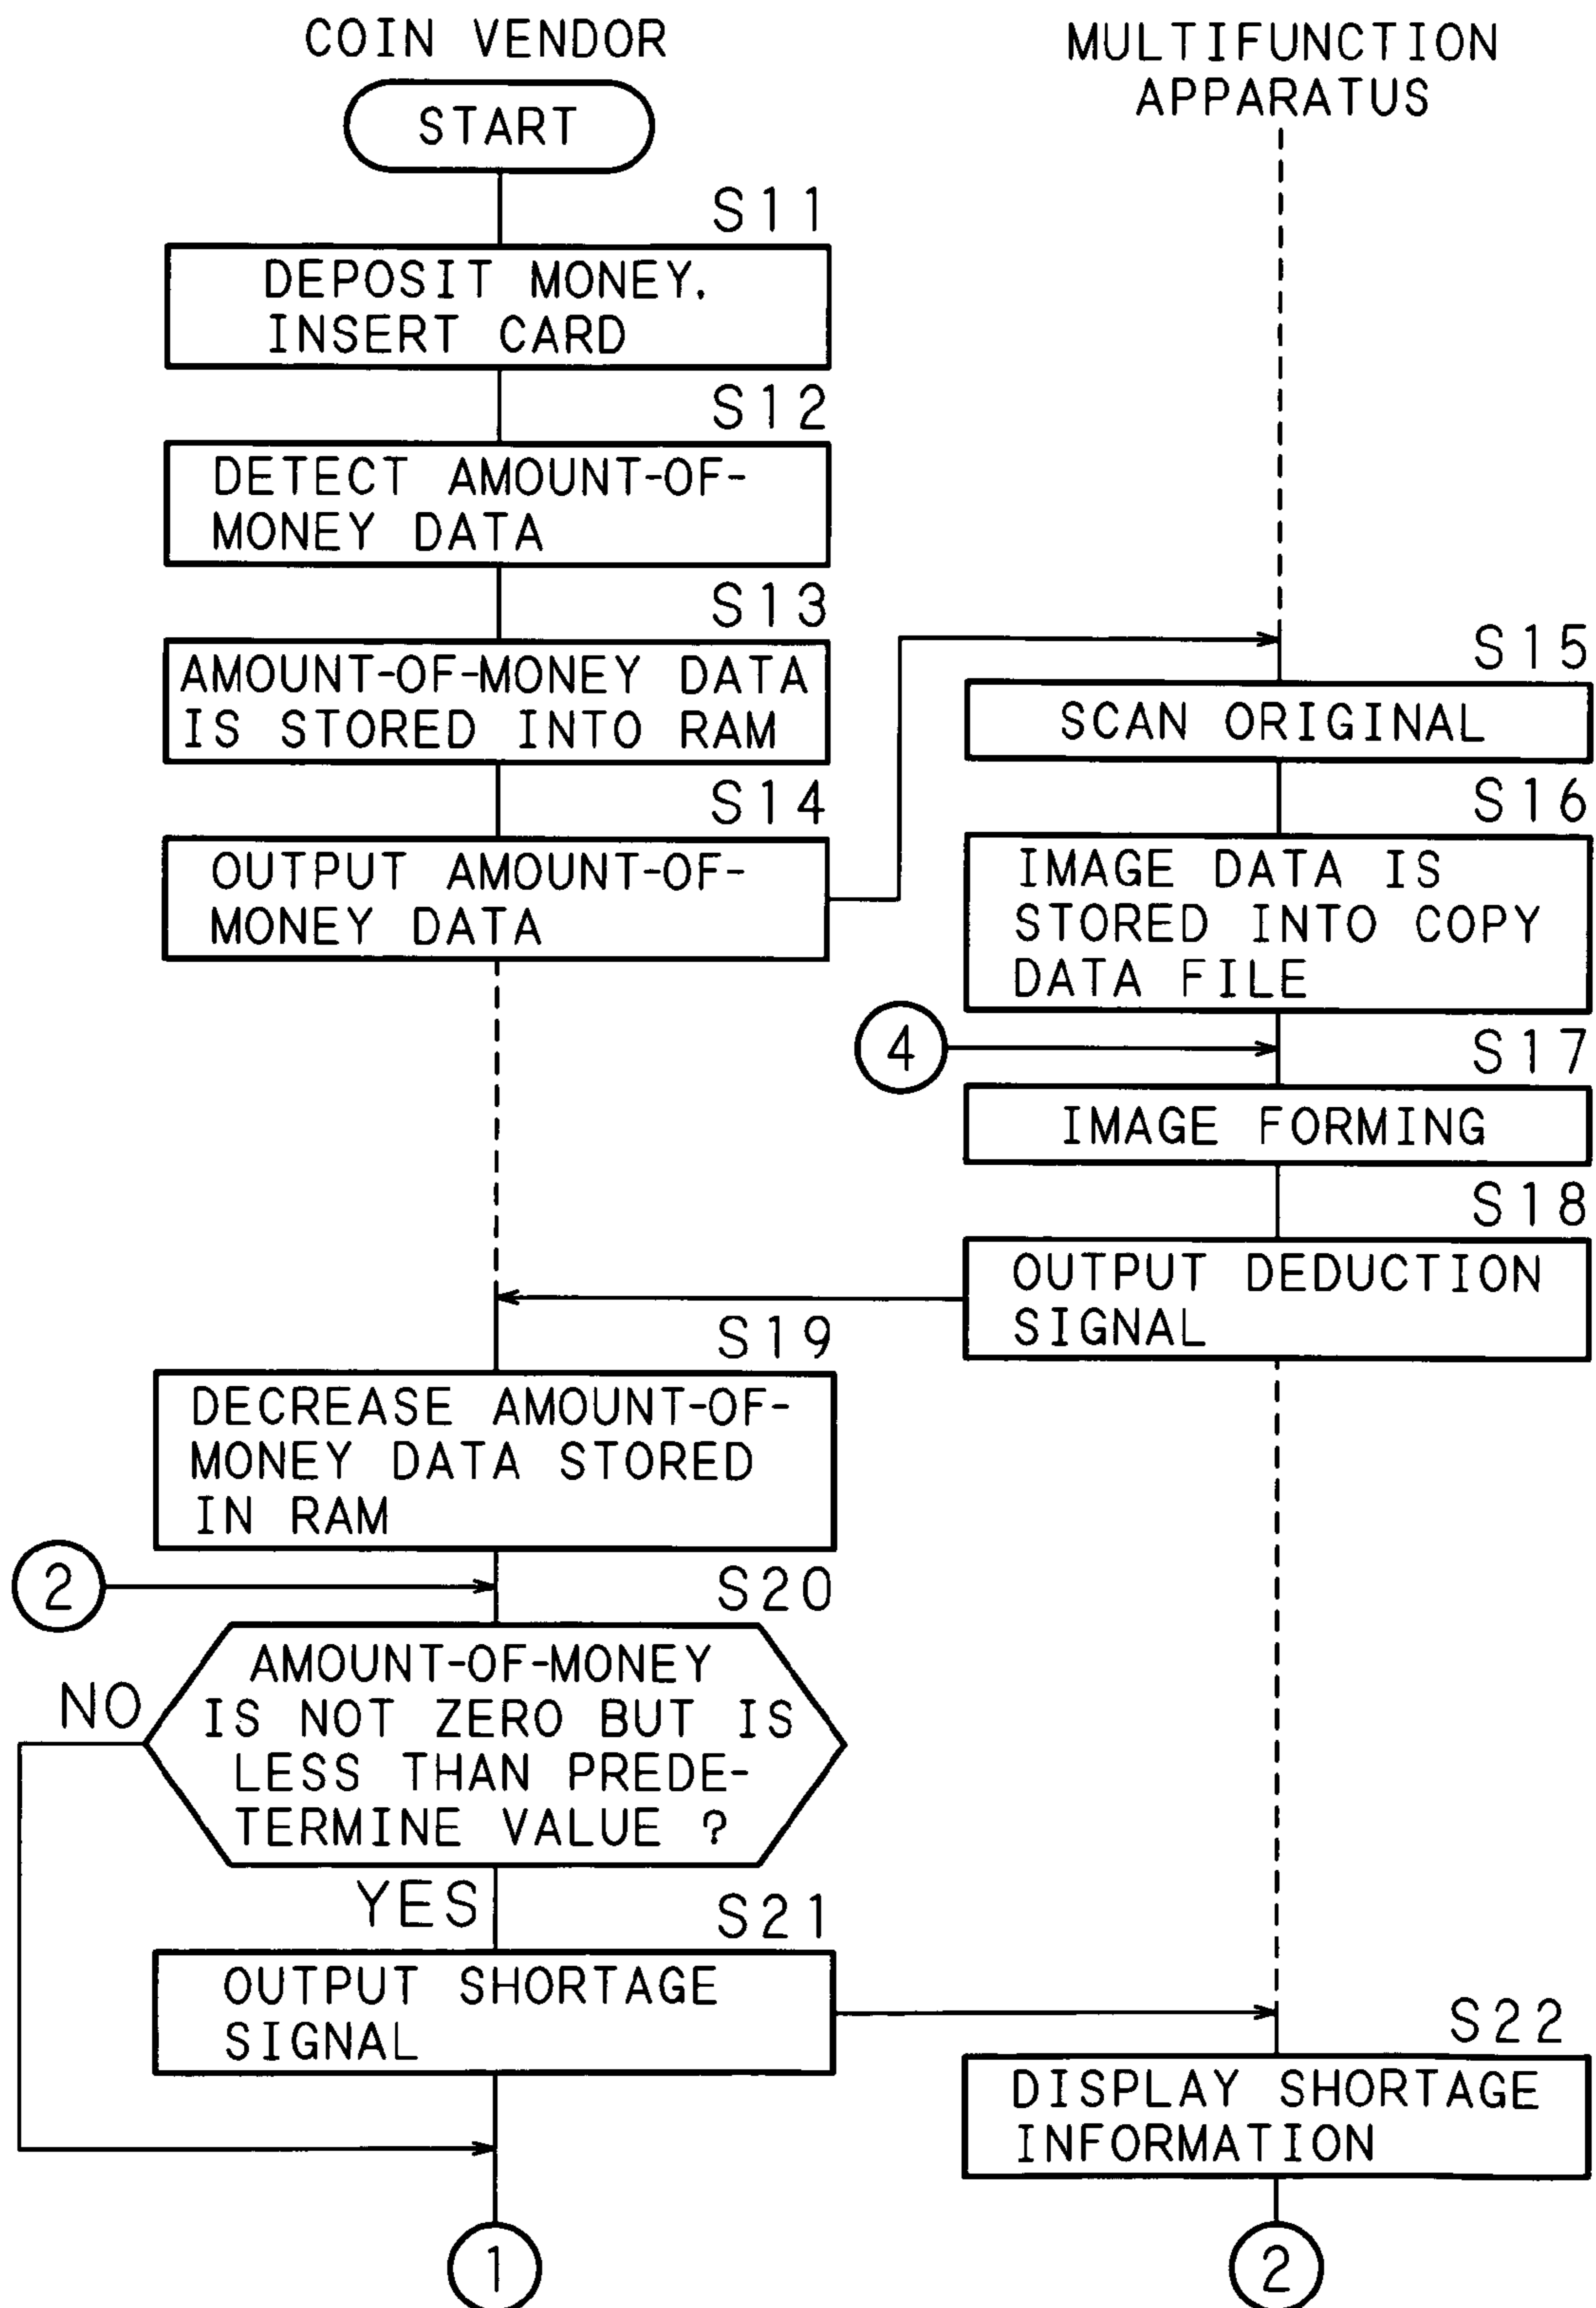 COIN VENDOR
MULTIFUNCTION
APPARATUS
START
S11
DEPOSIT MONEY.
INSERT CARD
S12
DETECT AMOUNT-OF-
MONEY DATA
S13
AMOUNT-OF-MONEY DATA
IS STORED INTO RAM
S14
OUTPUT AMOUNT-OF-
MONEY DATA
S15
SCAN ORIGINAL
S16
IMAGE DATA IS
STORED INTO COPY
DATA FILE
4
S17
IMAGE FORMING
S18
OUTPUT DEDUCTION
SIGNAL
S19
DECREASE AMOUNT-OF-
MONEY DATA STORED
IN RAM
2
S20
AMOUNT-OF-MONEY
IS NOT ZERO BUT IS
LESS THAN PREDE-
TERMINE VALUE ?
NO
YES
S21
OUTPUT SHORTAGE
SIGNAL
S22
DISPLAY SHORTAGE
INFORMATION
1
2